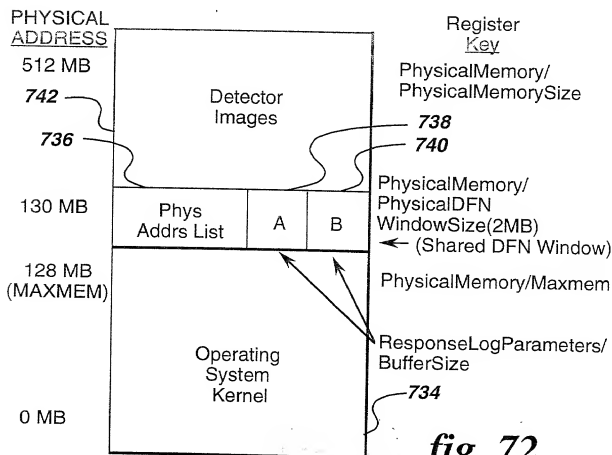 PHYSICAL
ADDRESS
Register
Key
512 MB
742
736
Detector
Images
PhysicalMemory/
PhysicalMemorySize
738
740
130 MB
Phys
Addrs List
A
B
PhysicalMemory/
PhysicalDFN
WindowSize(2MB)
(Shared DFN Window)
128 MB
(MAXMEM)
PhysicalMemory/Maxmem
Operating
System
Kernel
ResponseLogParameters/
BufferSize
734
0 MB
fig. 72